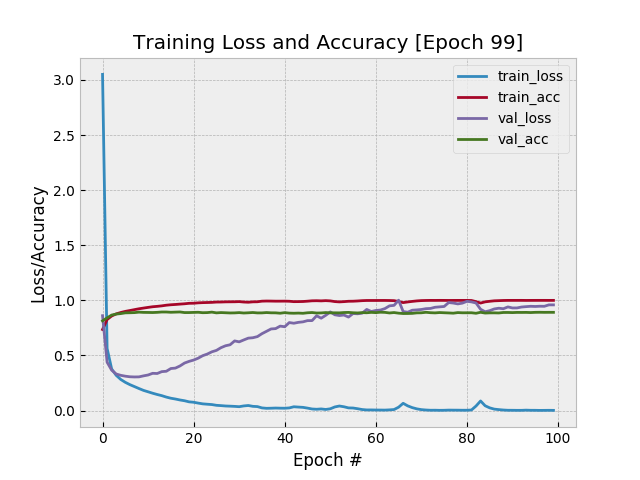 Training Loss and Accuracy [Epoch 99]
3.0
2.5
2.0
1.5
1.0
0.5
0.0
Loss/Accuracy
train_loss
train_acc
val_loss
val_acc
0 20 40 60 80 100
Epoch #